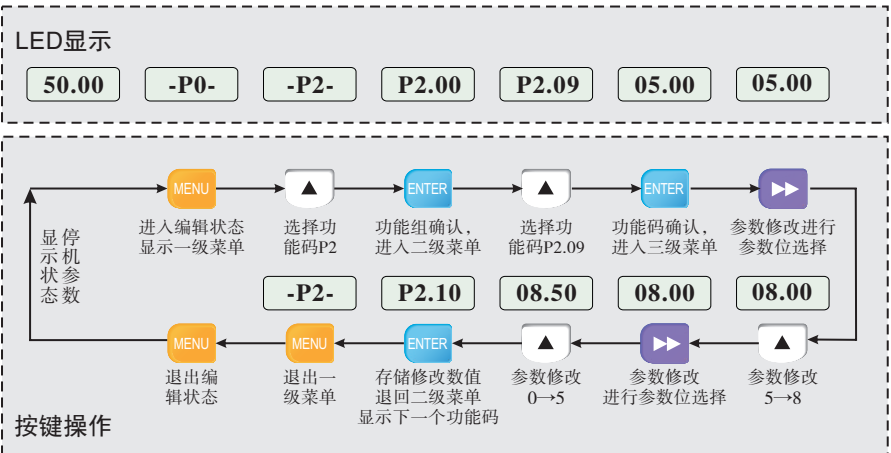 LED显示
50.00
-P0-
-P2-
P2.00
P2.09
05.00
05.00
MENU
▲
ENTER
▲
ENTER
▶▶
进入编辑状态
显示一级菜单
选择功
能码P2
功能组确认，
进入二级菜单
选择功
能码P2.09
功能码确认，
进入三级菜单
参数修改进行
参数位选择
停机参数
显示状态
-P2-
P2.10
08.50
08.00
08.00
MENU
MENU
ENTER
▲
▶▶
▲
退出编
辑状态
退出一
级菜单
存储修改数值
退回二级菜单
显示下一个功能码
参数修改
0→5
参数修改
进行参数位选择
参数修改
5→8
按键操作